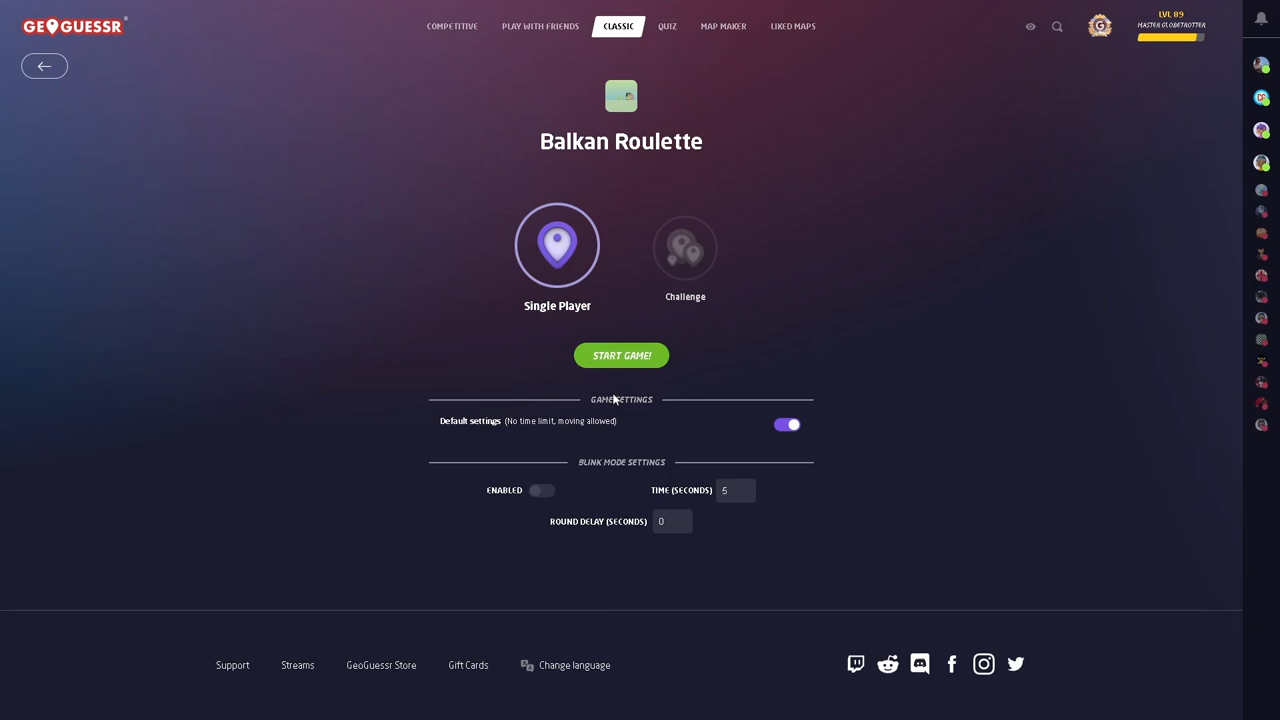 GEOGUESSR
COMPETITIVE
PLAY WITH FRIENDS
CLASSIC
QUIZ
MAP MAKER
LIKED MAPS
LVL 89
MASTER GLOBETROTTER
Balkan Roulette
Single Player
Challenge
START GAME!
GAME SETTINGS
Default settings (No time limit, moving allowed)
BLINK MODE SETTINGS
ENABLED
TIME (SECONDS) 5
ROUND DELAY (SECONDS) 0
Support
Streams
GeoGuessr Store
Gift Cards
Change language